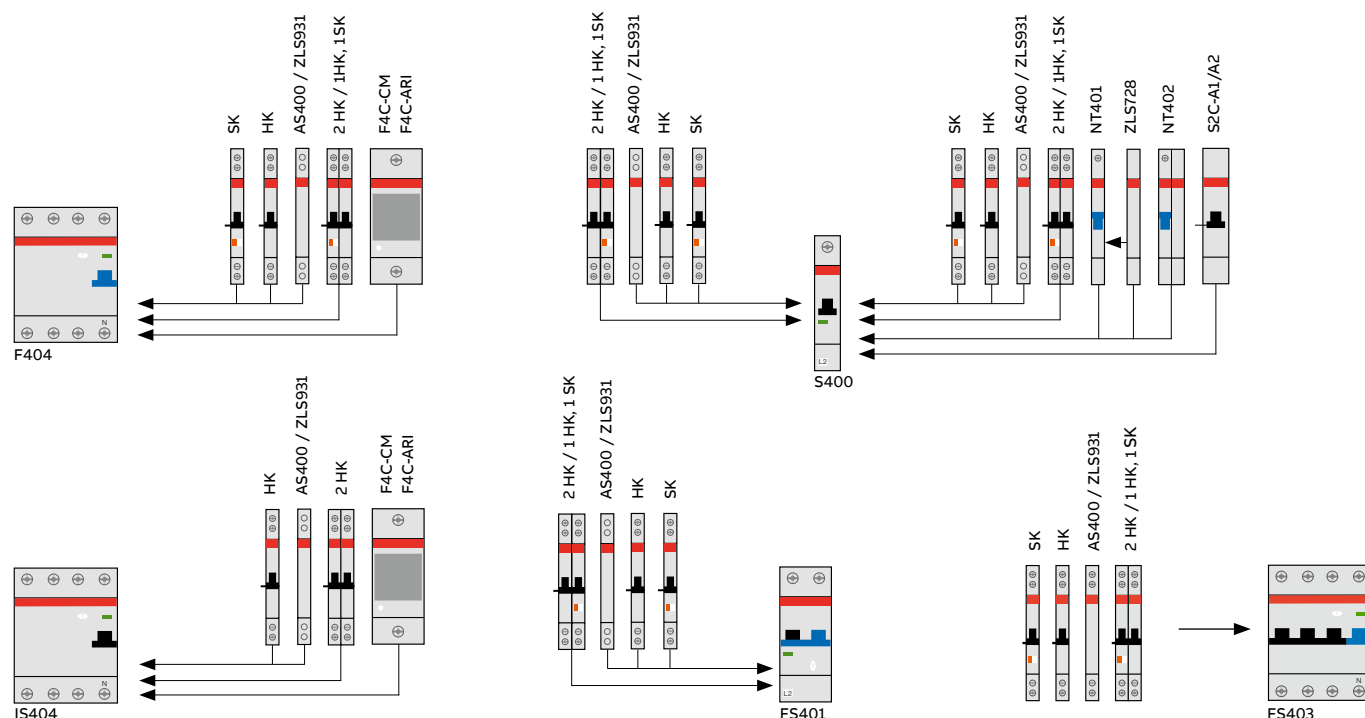 SK
HK
AS400 / ZLS931
2 HK / 1HK, 1SK
F4C-CM
F4C-ARI
N
F404
2 HK / 1 HK, 1 SK
AS400 / ZLS931
HK
SK
SK
HK
AS400 / ZLS931
2 HK / 1HK, 1SK
NT401
ZLS728
NT402
S2C-A1/A2
L2
S400
HK
AS400 / ZLS931
2 HK
F4C-CM
F4C-ARI
N
IS404
2 HK / 1 HK, 1 SK
AS400 / ZLS931
HK
SK
L2
FS401
SK
HK
AS400 / ZLS931
2 HK / 1 HK, 1SK
N
FS403